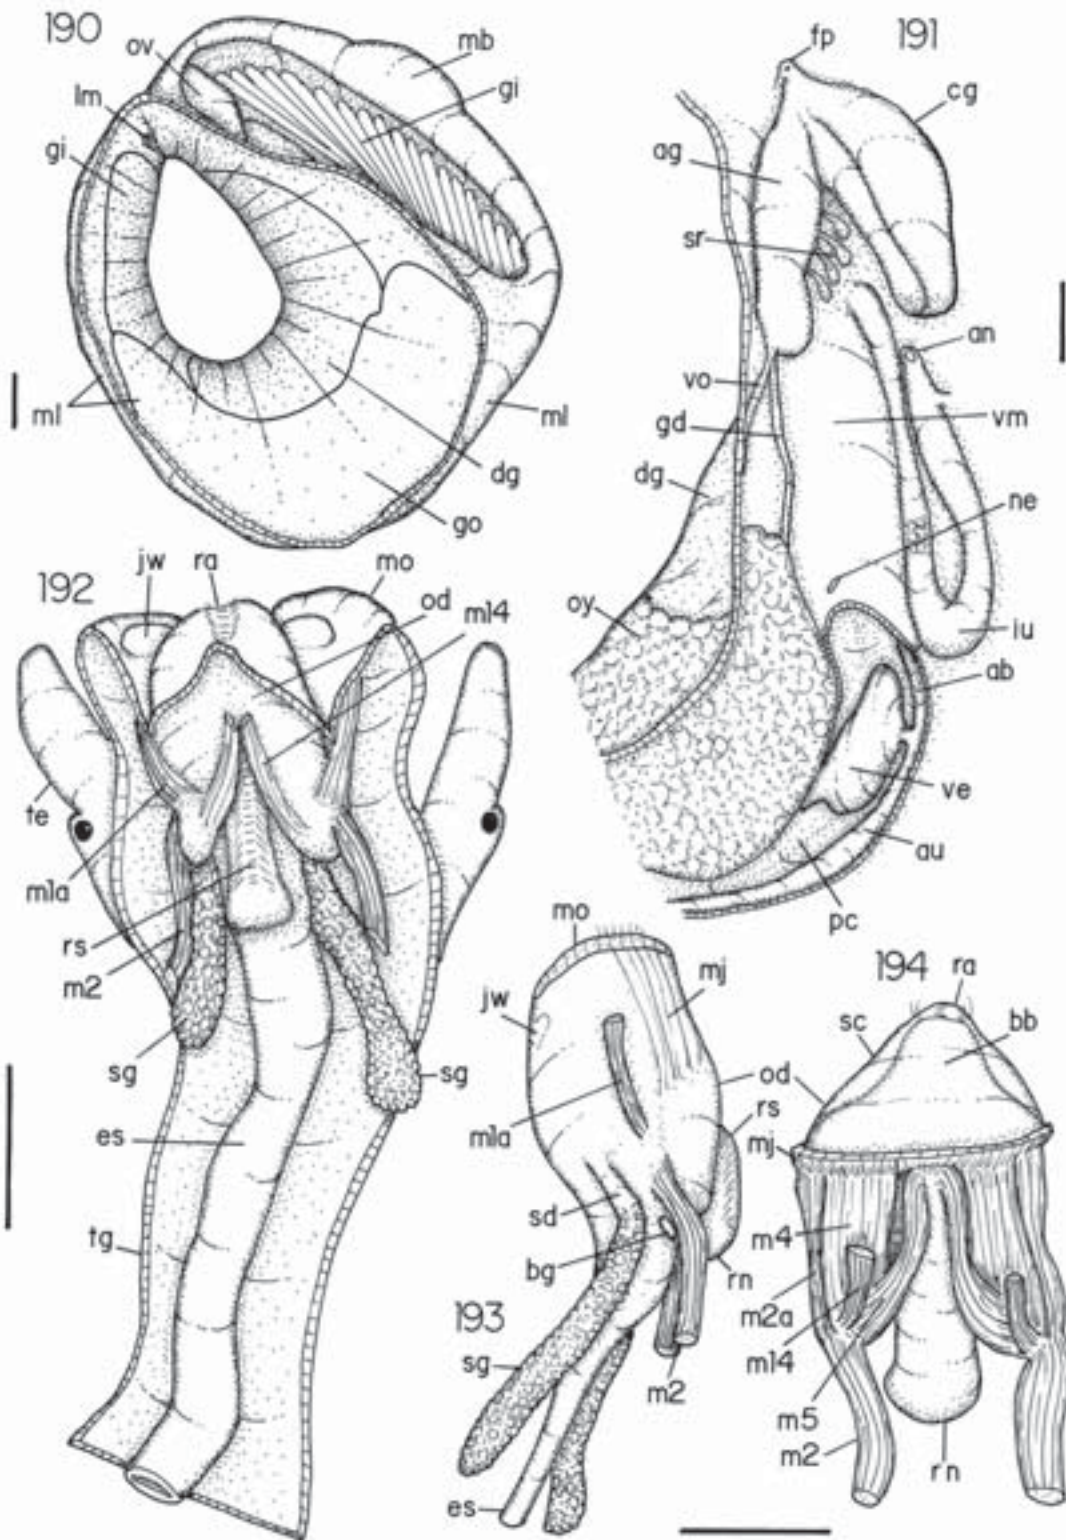 190
ov
mb
lm
gi
gi
ml
ml
dg
go
191
fp
cg
ag
sr
an
vo
vm
gd
dg
ne
oy
iu
ab
ve
au
pc
192
jw
ra
mo
od
m14
te
m1a
rs
m2
sg
sg
es
tg
193
mo
mj
jw
od
rs
m1a
sd
bg
rn
sg
m2
es
194
ra
sc
bb
od
mj
m4
m2a
m14
m5
m2
rn